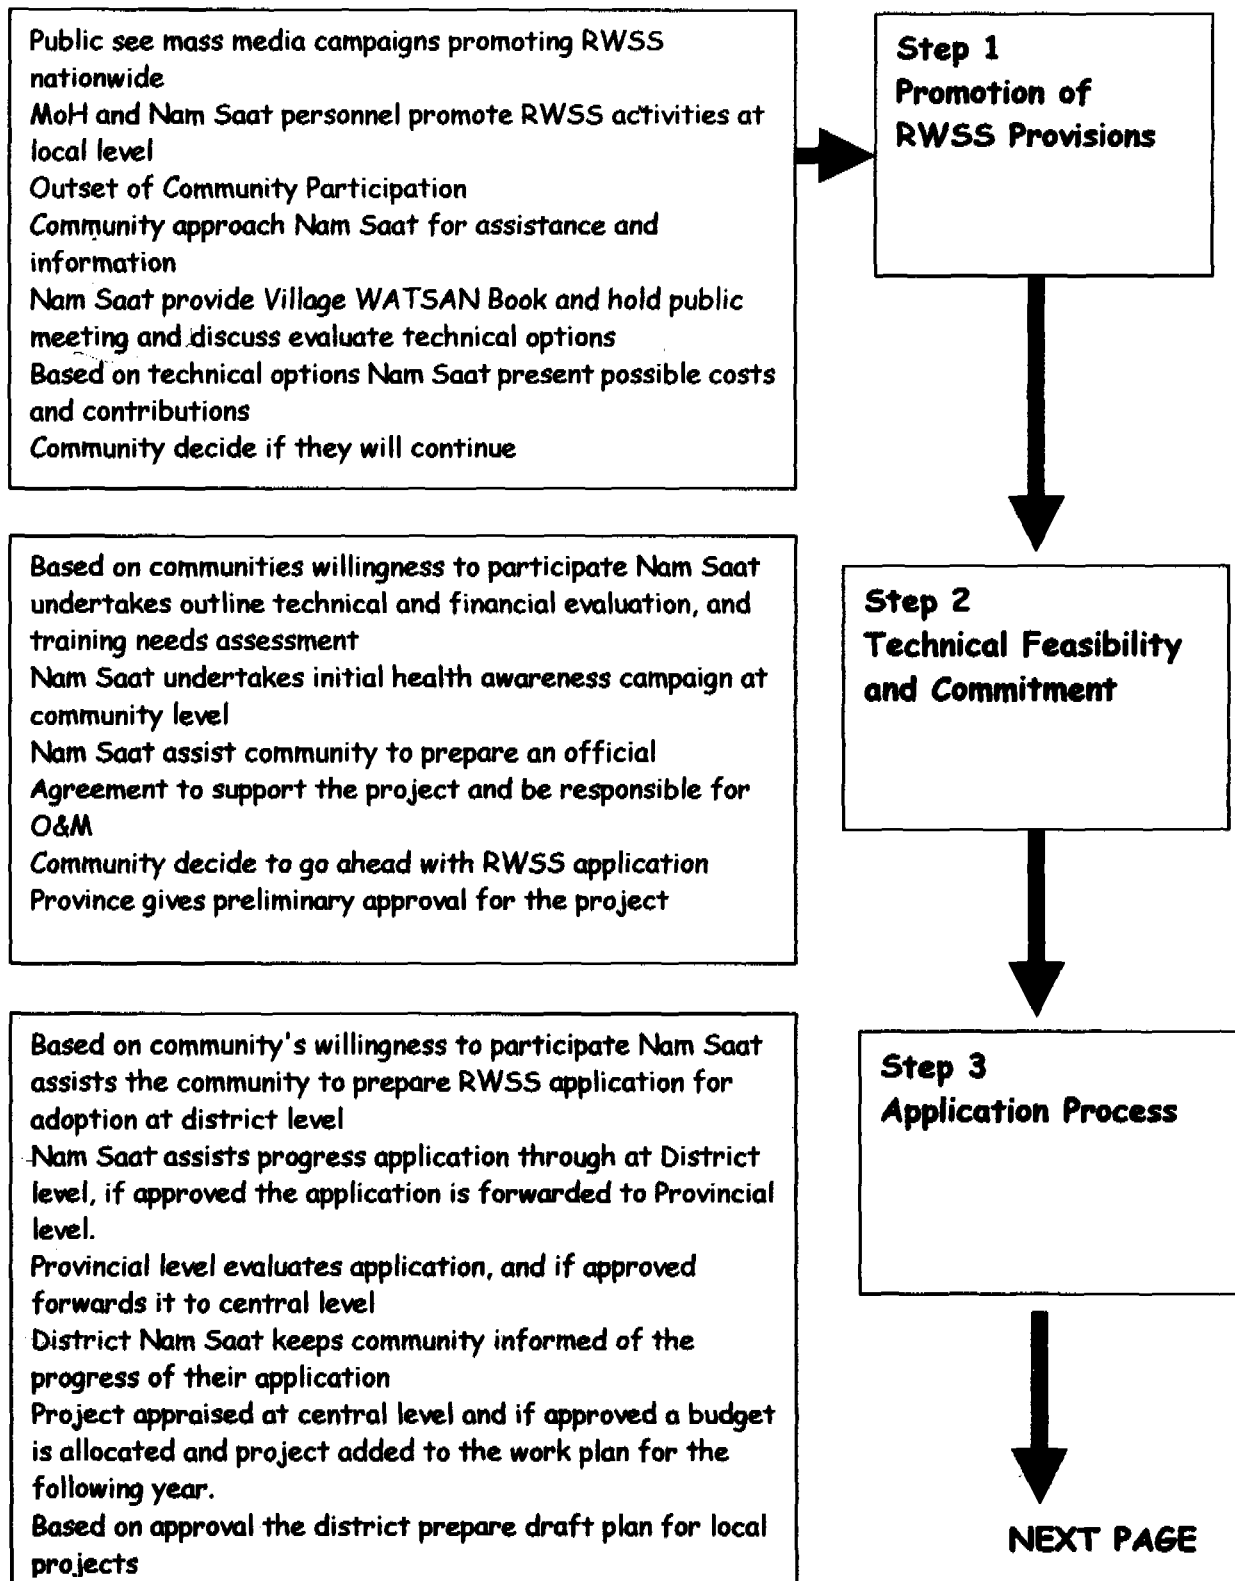 Public see mass media campaigns promoting RWSS
nationwide
MoH and Nam Saat personnel promote RWSS activities at
local level
Outset of Community Participation
Community approach Nam Saat for assistance and
information
Nam Saat provide Village WATSAN Book and hold public
meeting and discuss evaluate technical options
Based on technical options Nam Saat present possible costs
and contributions
Community decide if they will continue
Step 1
Promotion of
RWSS Provisions
Based on communities willingness to participate Nam Saat
undertakes outline technical and financial evaluation, and
training needs assessment
Nam Saat undertakes initial health awareness campaign at
community level
Nam Saat assist community to prepare an official
Agreement to support the project and be responsible for
O&M
Community decide to go ahead with RWSS application
Province gives preliminary approval for the project
Step 2
Technical Feasibility
and Commitment
Based on community's willingness to participate Nam Saat
assists the community to prepare RWSS application for
adoption at district level
Nam Saat assists progress application through at District
level, if approved the application is forwarded to Provincial
level.
Provincial level evaluates application, and if approved
forwards it to central level
District Nam Saat keeps community informed of the
progress of their application
Project appraised at central level and if approved a budget
is allocated and project added to the work plan for the
following year.
Based on approval the district prepare draft plan for local
projects
Step 3
Application Process
NEXT PAGE